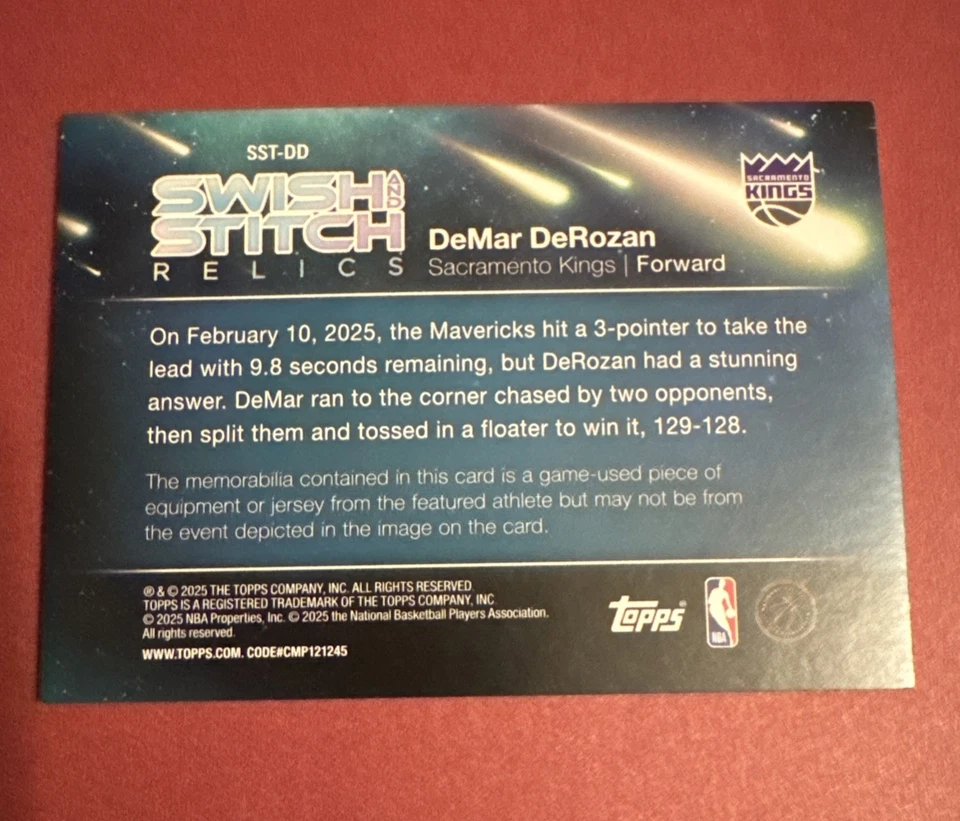 SST-DD
SWISH AND
STITCH
RELICS
DeMar DeRozan
Sacramento Kings | Forward
SACRAMENTO
KINGS
On February 10, 2025, the Mavericks hit a 3-pointer to take the
lead with 9.8 seconds remaining, but DeRozan had a stunning
answer. DeMar ran to the corner chased by two opponents,
then split them and tossed in a floater to win it, 129-128.
The memorabilia contained in this card is a game-used piece of
equipment or jersey from the featured athlete but may not be from
the event depicted in the image on the card.
® & © 2025 THE TOPPS COMPANY, INC. ALL RIGHTS RESERVED.
TOPPS IS A REGISTERED TRADEMARK OF THE TOPPS COMPANY, INC
© 2025 NBA Properties, Inc. © 2025 the National Basketball Players Association.
All rights reserved.
WWW.TOPPS.COM. CODE#CMP121245
topps®
NBA